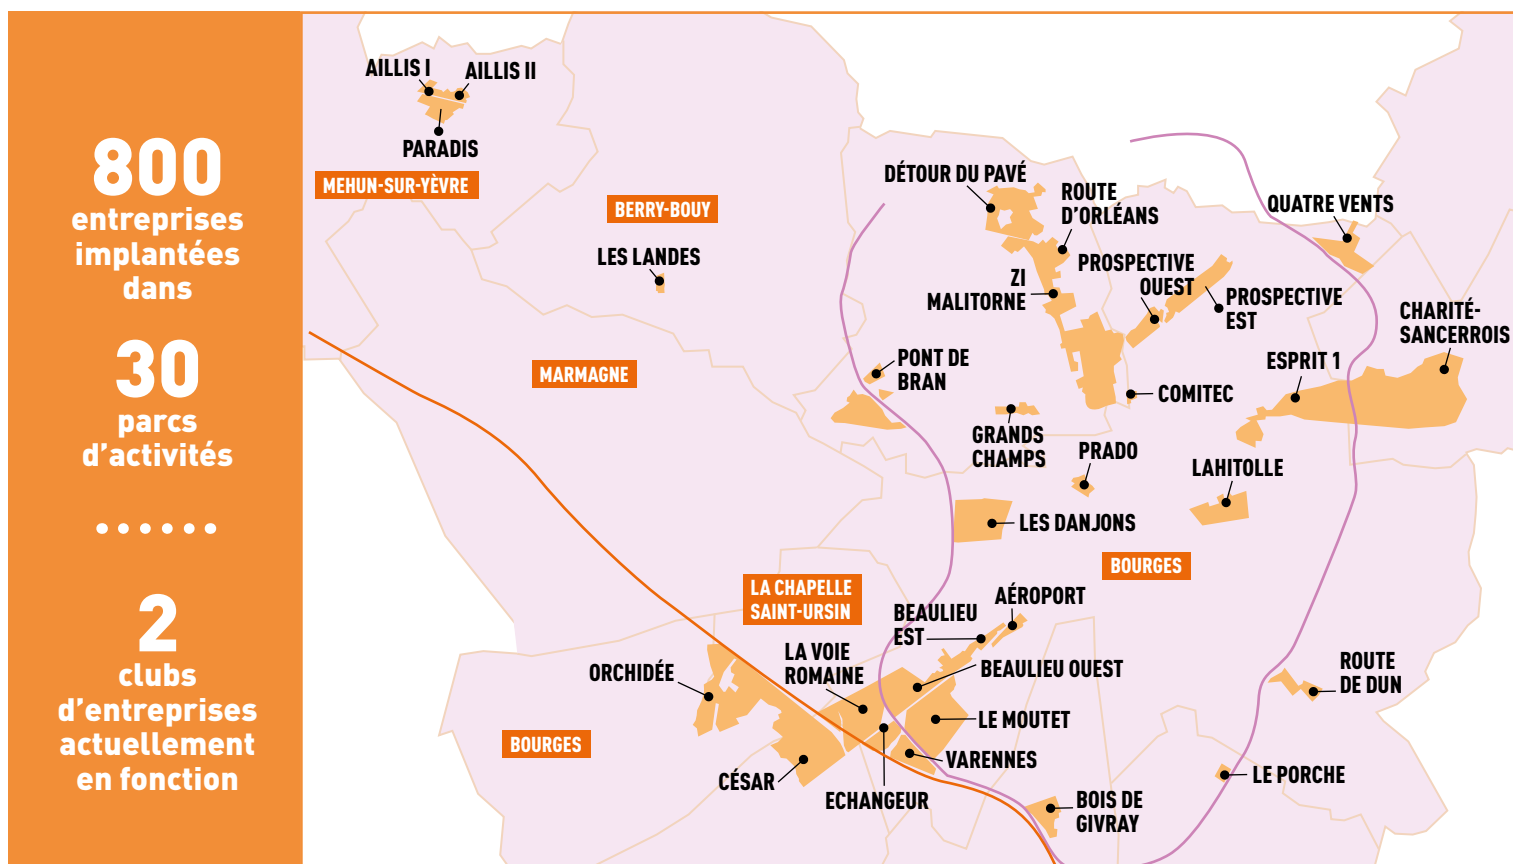 800
entreprises
implantées
dans
30
parcs
d’activités
2
clubs
d’entreprises
actuellement
en fonction
AILLIS I
AILLIS II
PARADIS
MEHUN-SUR-YÈVRE
BERRY-BOUY
LES LANDES
MARMAGNE
DÉTOUR DU PAVÉ
ROUTE
D’ORLÉANS
ZI
MALITORNE
PROSPECTIVE
OUEST
PROSPECTIVE
EST
QUATRE VENTS
CHARITÉ-
SANCERROIS
ESPRIT 1
PONT DE
BRAN
COMITEC
GRANDS
CHAMPS
PRADO
LAHITOLLE
LES DANJONS
BOURGES
LA CHAPELLE
SAINT-URSIN
BEAULIEU
EST
AÉROPORT
LA VOIE
ROMAINE
BEAULIEU OUEST
ORCHIDÉE
LE MOUTET
ROUTE
DE DUN
BOURGES
VARENNES
CÉSAR
ECHANGEUR
LE PORCHE
BOIS DE
GIVRAY